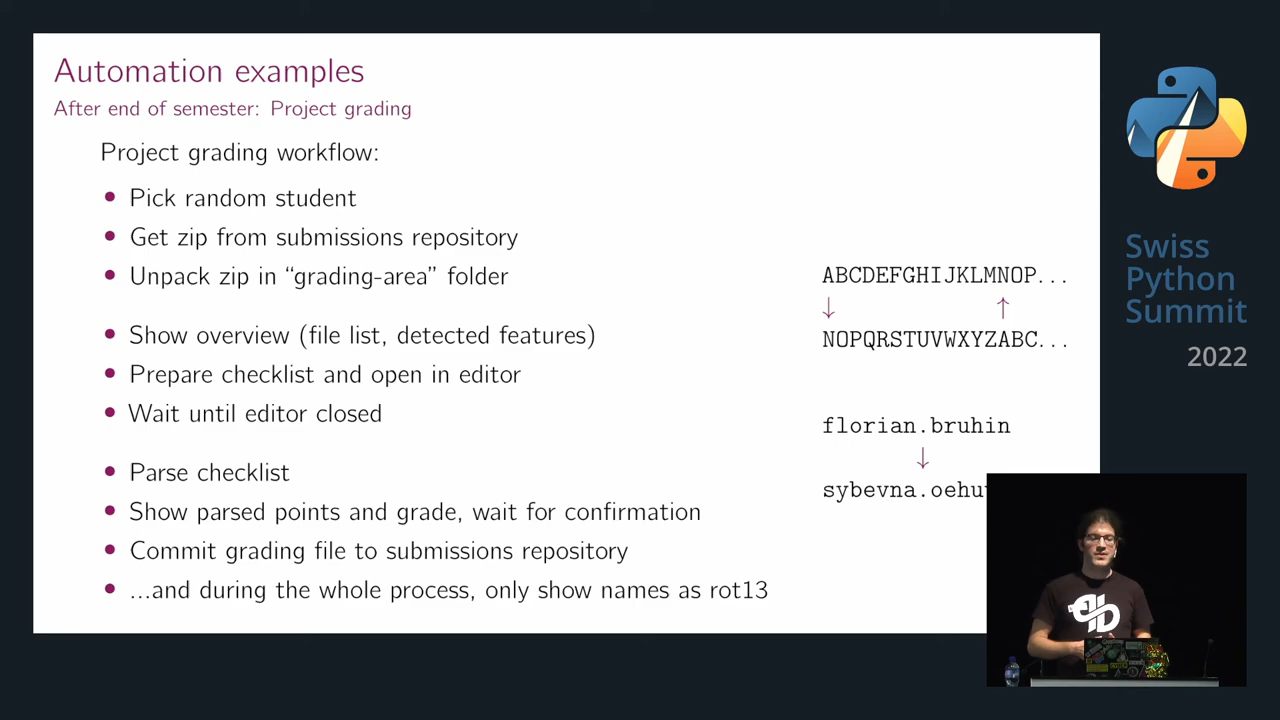 Automation examples
After end of semester: Project grading
Project grading workflow:
• Pick random student
• Get zip from submissions repository
• Unpack zip in “grading-area” folder
• Show overview (file list, detected features)
• Prepare checklist and open in editor
• Wait until editor closed
• Parse checklist
• Show parsed points and grade, wait for confirmation
• Commit grading file to submissions repository
• ...and during the whole process, only show names as rot13
ABCDEFGHIJKLMNOP...
↓ ↑
NOPQRSTUVWXYZABC...
florian.bruhin
↓
sybevna.oehu
Swiss
Python
Summit
2022